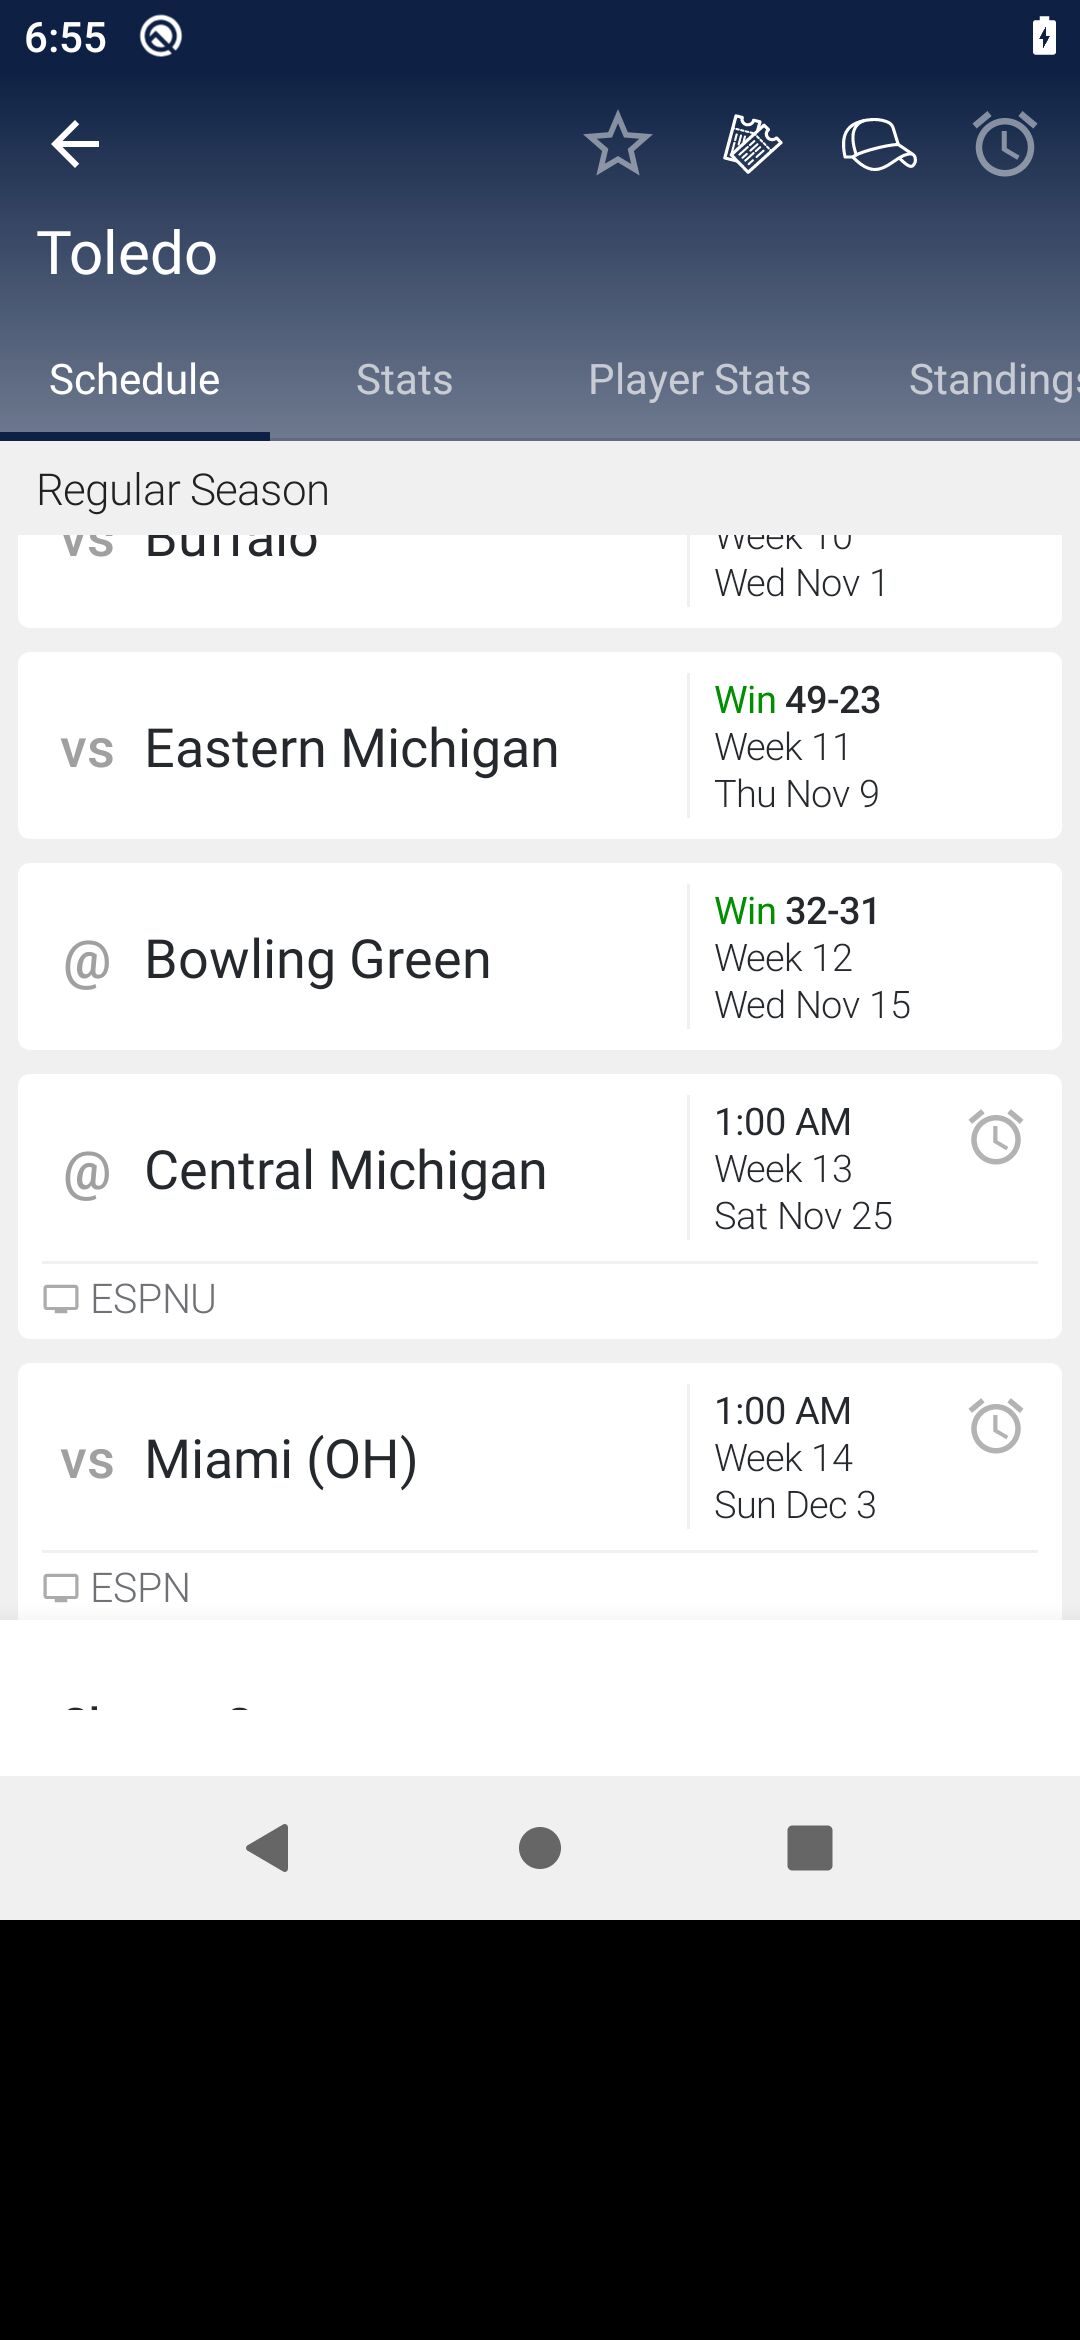 6:55
Toledo
Schedule Stats Player Stats Standings
Regular Season
vs Buffalo
Week 10
Wed Nov 1
vs Eastern Michigan
Win 49-23
Week 11
Thu Nov 9
@ Bowling Green
Win 32-31
Week 12
Wed Nov 15
@ Central Michigan
1:00 AM
Week 13
Sat Nov 25
ESPNU
vs Miami (OH)
1:00 AM
Week 14
Sun Dec 3
ESPN